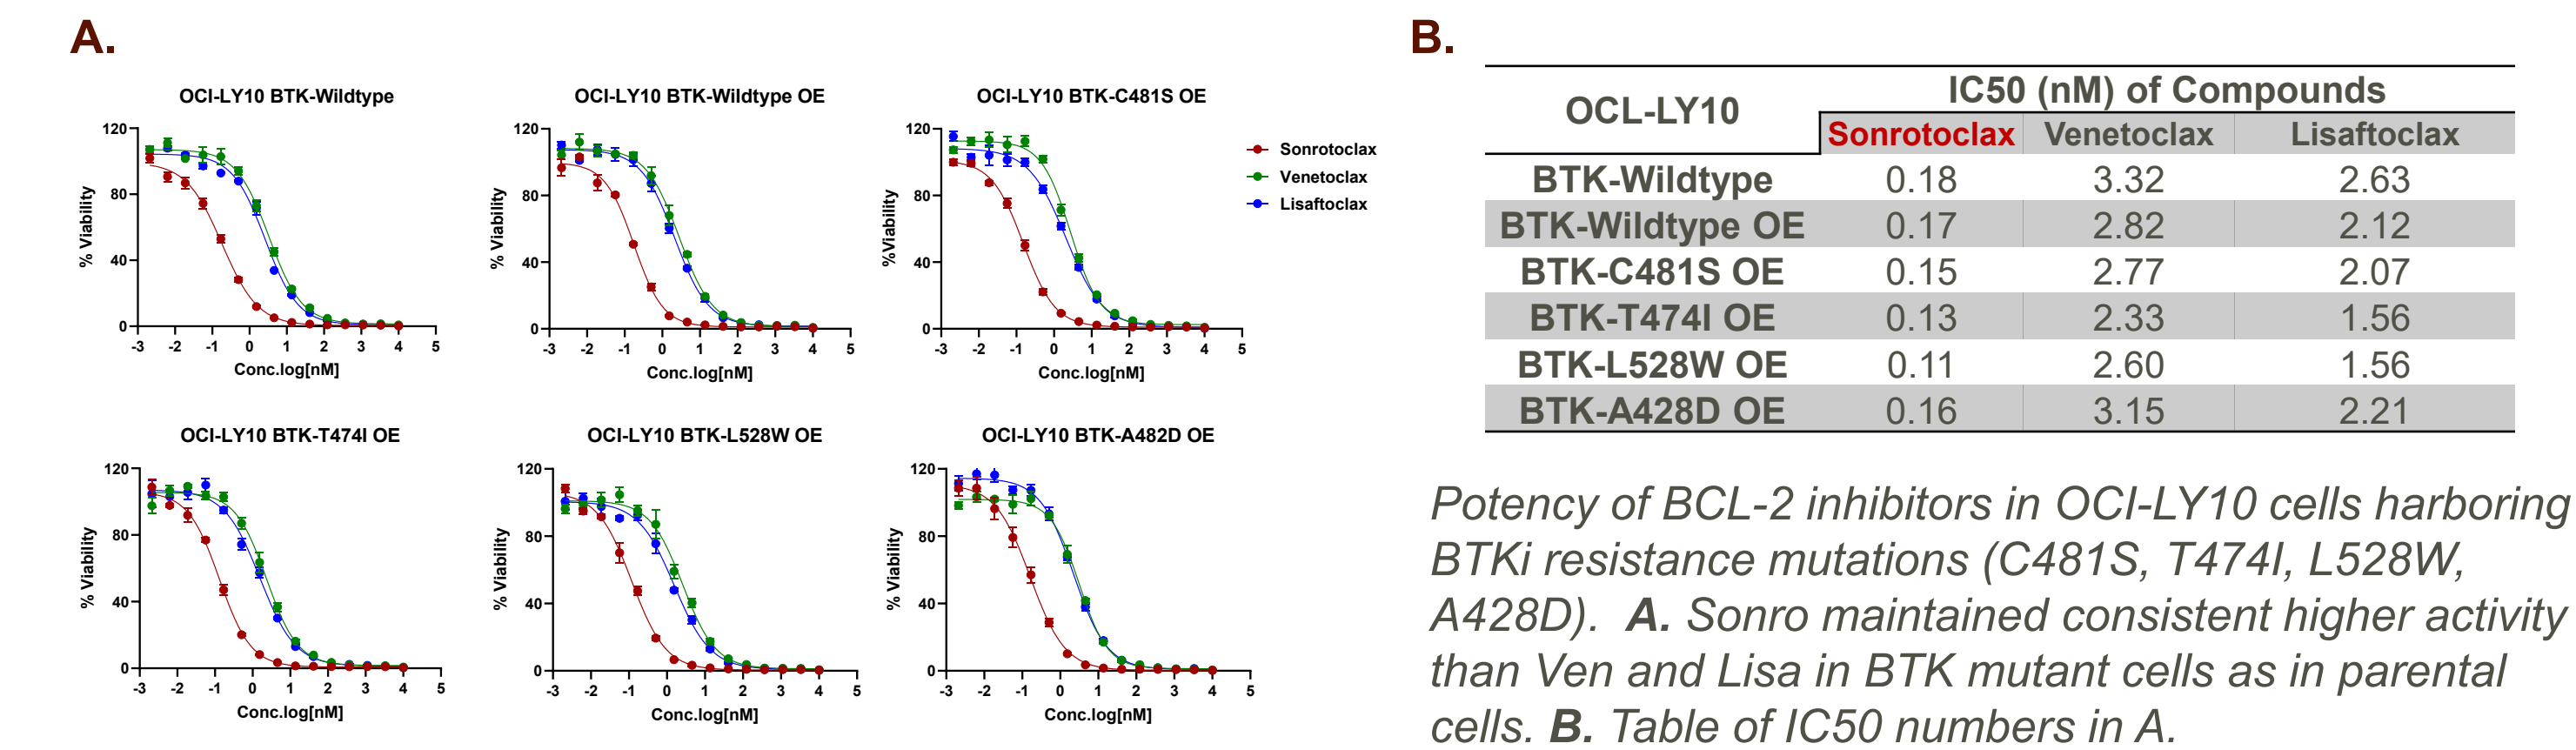 A.
OCI-LY10 BTK-Wildtype
120
80
40
0
% Viability
-3 -2 -1 0 1 2 3 4 5
Conc.log[nM]
OCI-LY10 BTK-Wildtype OE
120
80
40
0
% Viability
-3 -2 -1 0 1 2 3 4 5
Conc.log[nM]
OCI-LY10 BTK-C481S OE
120
80
40
0
%Viability
-3 -2 -1 0 1 2 3 4 5
Conc.log[nM]
Sonrotoclax
Venetoclax
Lisaftoclax
OCI-LY10 BTK-T474I OE
120
80
40
0
% Viability
-3 -2 -1 0 1 2 3 4 5
Conc.log[nM]
OCI-LY10 BTK-L528W OE
120
80
40
0
% Viability
-3 -2 -1 0 1 2 3 4 5
Conc.log[nM]
OCI-LY10 BTK-A482D OE
120
80
40
0
% Viability
-3 -2 -1 0 1 2 3 4 5
Conc.log[nM]
B.
OCL-LY10 IC50 (nM) of Compounds
Sonrotoclax Venetoclax Lisaftoclax
BTK-Wildtype 0.18 3.32 2.63
BTK-Wildtype OE 0.17 2.82 2.12
BTK-C481S OE 0.15 2.77 2.07
BTK-T474I OE 0.13 2.33 1.56
BTK-L528W OE 0.11 2.60 1.56
BTK-A428D OE 0.16 3.15 2.21
Potency of BCL-2 inhibitors in OCI-LY10 cells harboring
BTKi resistance mutations (C481S, T474I, L528W,
A428D). A. Sonro maintained consistent higher activity
than Ven and Lisa in BTK mutant cells as in parental
cells. B. Table of IC50 numbers in A.